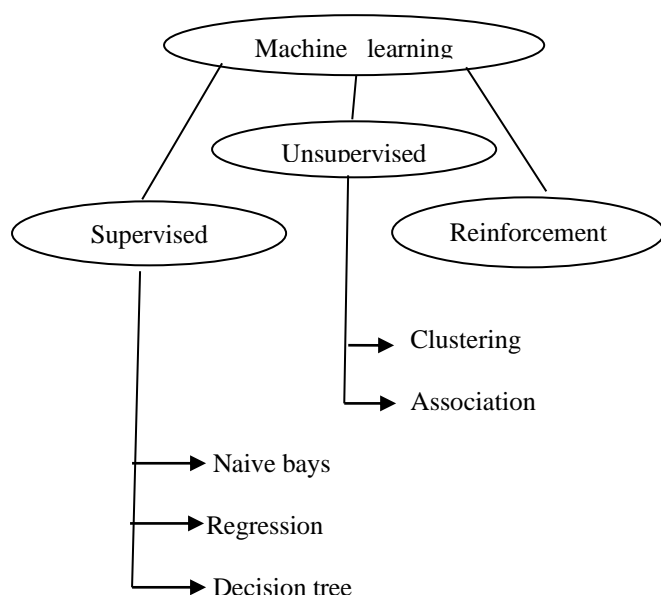 Machine learning
Unsupervised
Supervised
Reinforcement
Clustering
Association
Naive bays
Regression
Decision tree